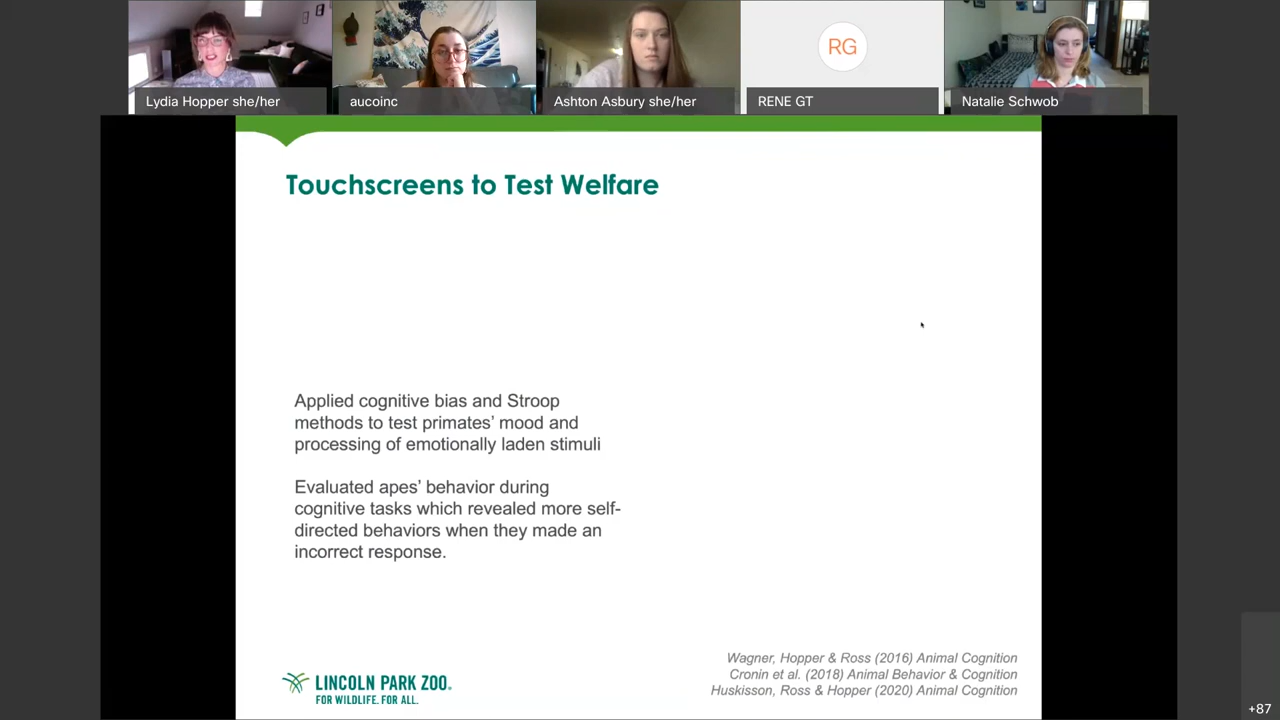 Lydia Hopper she/her
aucoinc
Ashton Asbury she/her
RG
RENE GT
Natalie Schwob
Touchscreens to Test Welfare
Applied cognitive bias and Stroop
methods to test primates’ mood and
processing of emotionally laden stimuli
Evaluated apes’ behavior during
cognitive tasks which revealed more self-
directed behaviors when they made an
incorrect response.
Wagner, Hopper & Ross (2016) Animal Cognition
Cronin et al. (2018) Animal Behavior & Cognition
Huskisson, Ross & Hopper (2020) Animal Cognition
LINCOLN PARK ZOO.
FOR WILDLIFE. FOR ALL.
+87